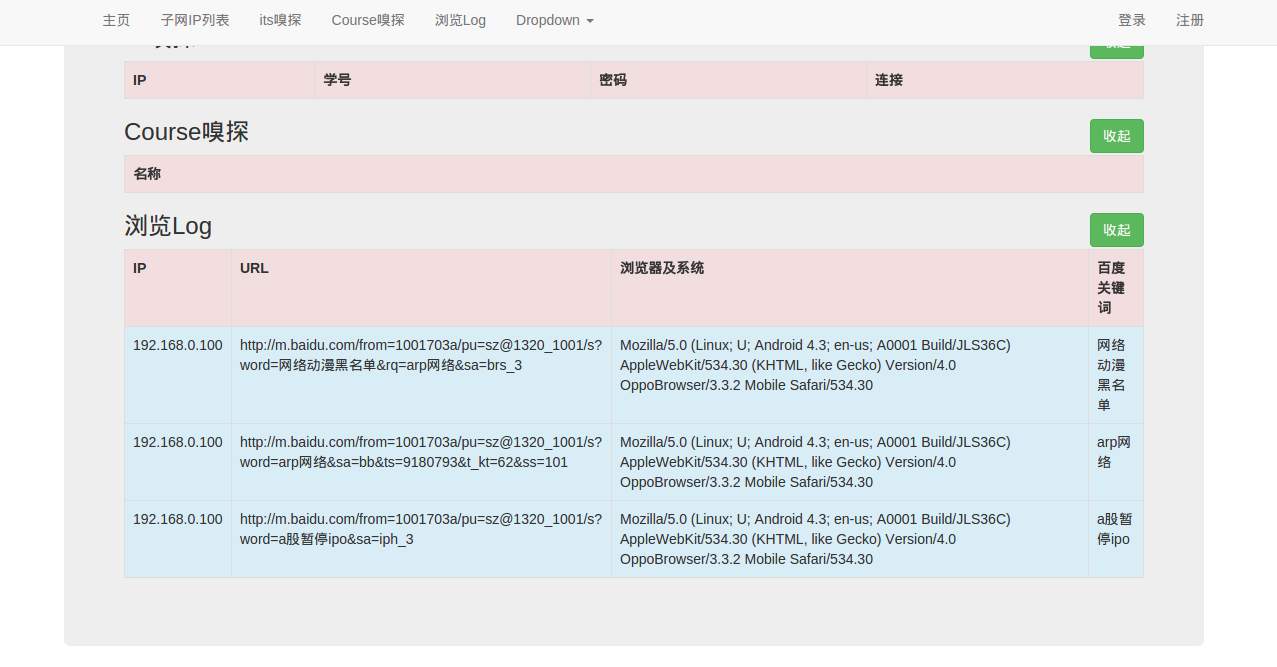 主页 子网IP列表 its嗅探 Course嗅探 浏览Log Dropdown 登录 注册
IP 学号 密码 连接
Course嗅探 收起
名称
浏览Log 收起
IP URL 浏览器及系统 百度
关键
词
192.168.0.100 http://m.baidu.com/from=1001703a/pu=sz@1320_1001/s? Mozilla/5.0 (Linux; U; Android 4.3; en-us; A0001 Build/JLS36C) 网络
word=网络动漫黑名单&rq=arp网络&sa=brs_3 AppleWebKit/534.30 (KHTML, like Gecko) Version/4.0 动漫
OppoBrowser/3.3.2 Mobile Safari/534.30 黑名
单
192.168.0.100 http://m.baidu.com/from=1001703a/pu=sz@1320_1001/s? Mozilla/5.0 (Linux; U; Android 4.3; en-us; A0001 Build/JLS36C) arp网
word=arp网络&sa=bb&ts=9180793&t_kt=62&ss=101 AppleWebKit/534.30 (KHTML, like Gecko) Version/4.0 络
OppoBrowser/3.3.2 Mobile Safari/534.30
192.168.0.100 http://m.baidu.com/from=1001703a/pu=sz@1320_1001/s? Mozilla/5.0 (Linux; U; Android 4.3; en-us; A0001 Build/JLS36C) a股暂
word=a股暂停ipo&sa=iph_3 AppleWebKit/534.30 (KHTML, like Gecko) Version/4.0 停ipo
OppoBrowser/3.3.2 Mobile Safari/534.30